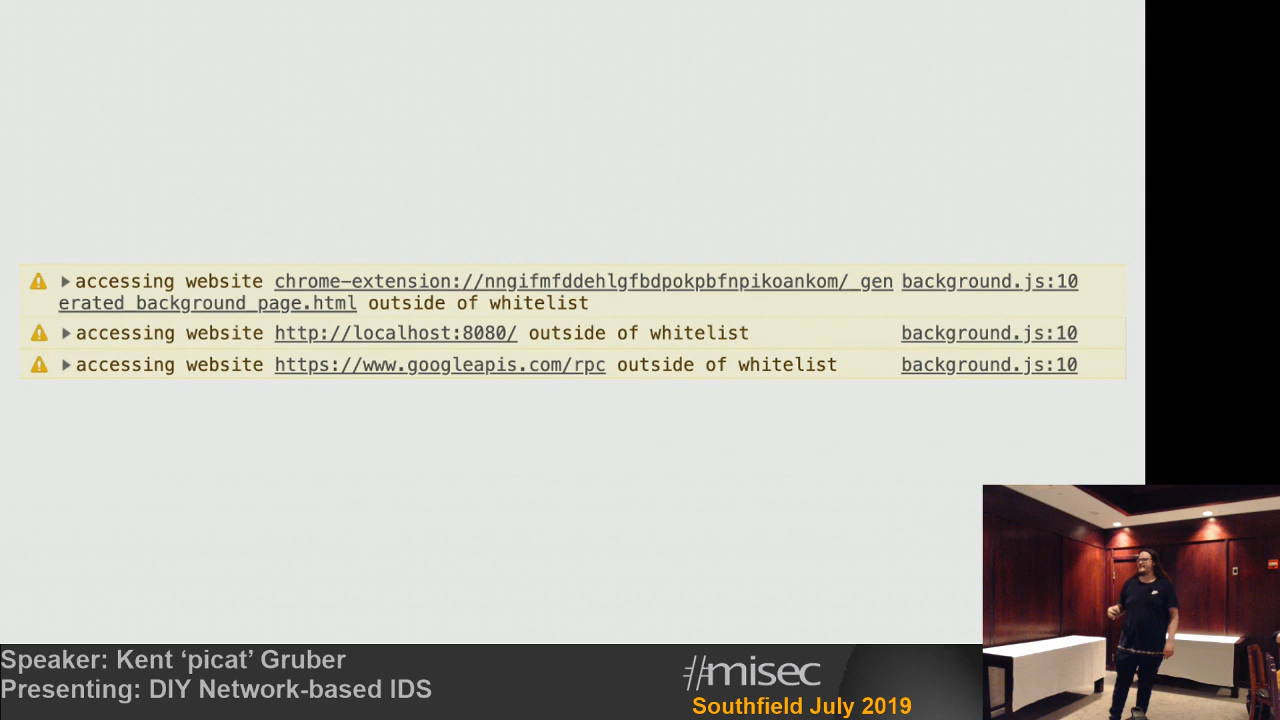 accessing website chrome-extension://nngifmfddehlgfbdpokpbfnpikoankom/_gen background.js:10
erated_background_page.html outside of whitelist
accessing website http://localhost:8080/ outside of whitelist background.js:10
accessing website https://www.googleapis.com/rpc outside of whitelist background.js:10
Speaker: Kent ‘picat’ Gruber
Presenting: DIY Network-based IDS
#misec
Southfield July 2019